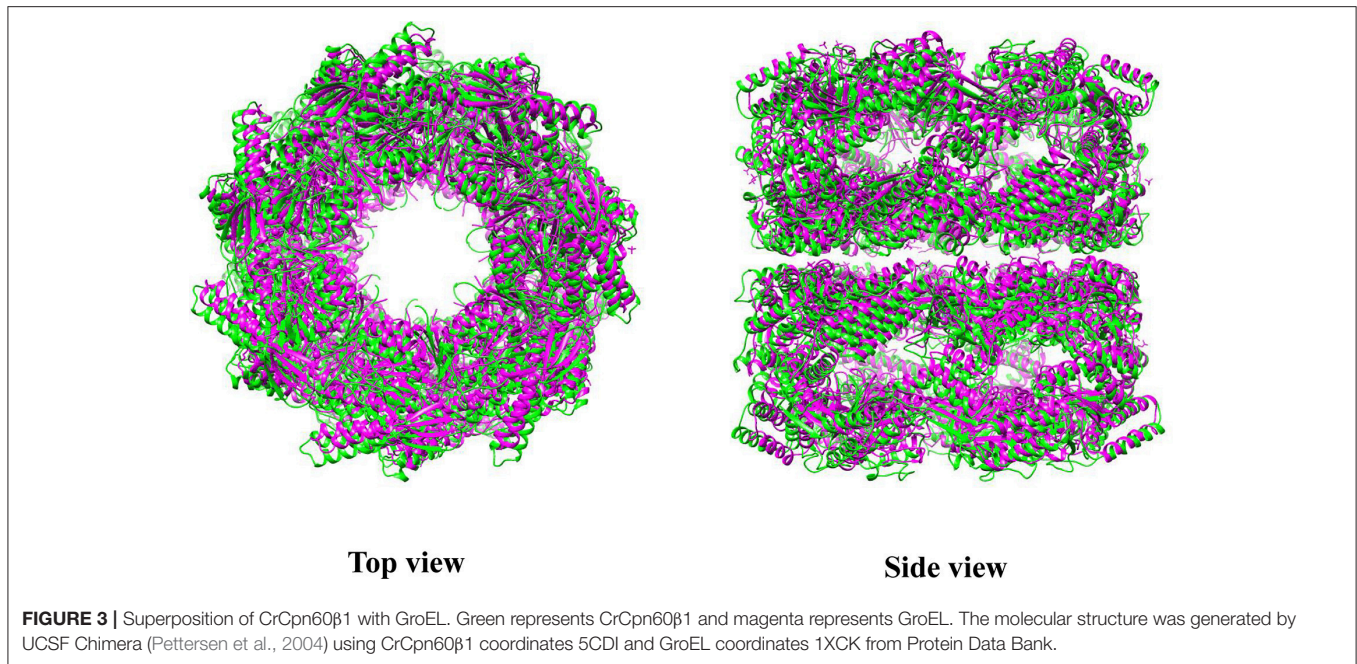 Top view
Side view
FIGURE 3 | Superposition of CrCpn60β1 with GroEL. Green represents CrCpn60β1 and magenta represents GroEL. The molecular structure was generated by
UCSF Chimera (Pettersen et al., 2004) using CrCpn60β1 coordinates 5CDI and GroEL coordinates 1XCK from Protein Data Bank.